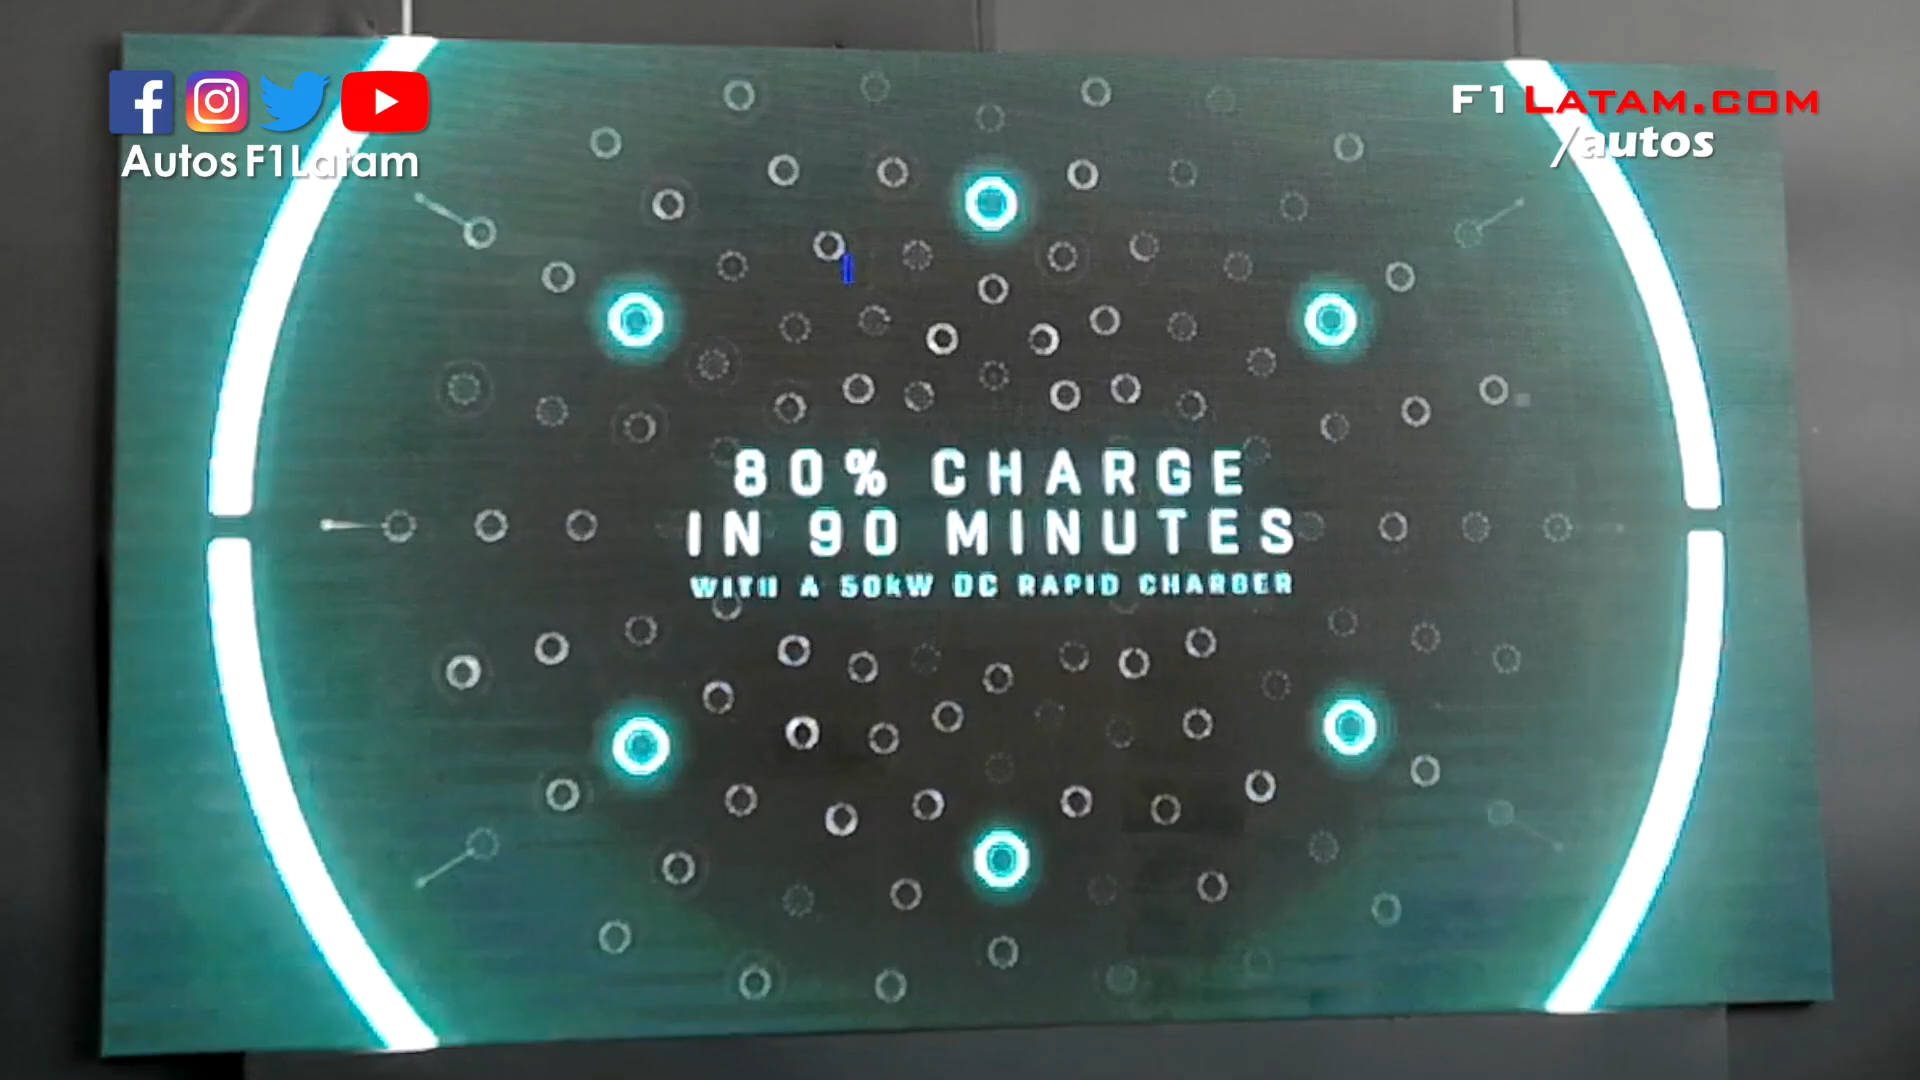 Autos F1Latam
F1 LATAM.COM
/autos
80% CHARGE
IN 90 MINUTES
WITH A 50kW DC RAPID CHARGER